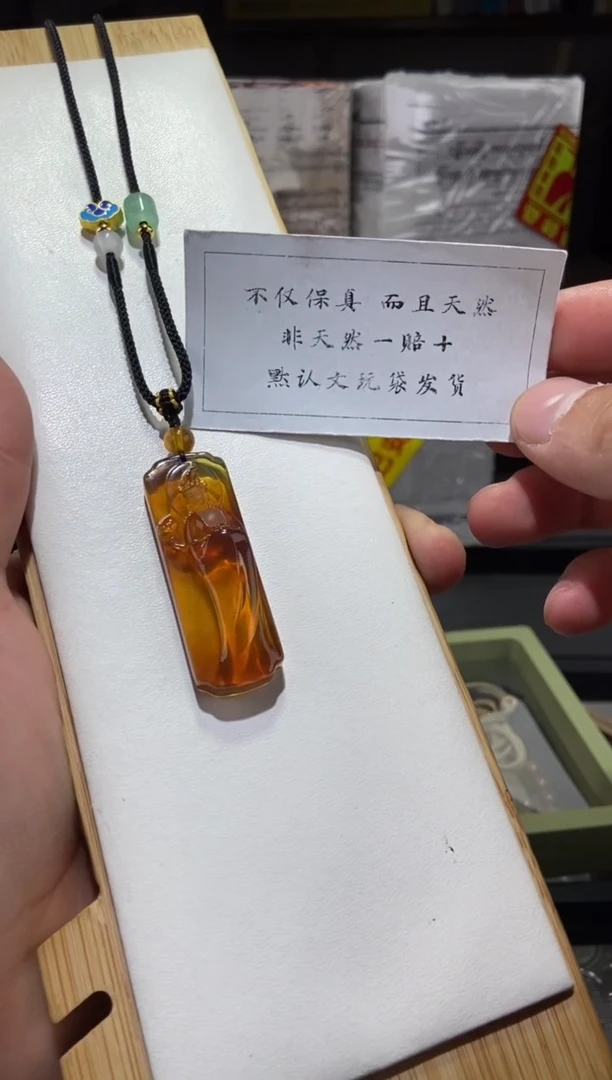 不仅保真 而且天然
非天然一赔十
默认文玩袋发货